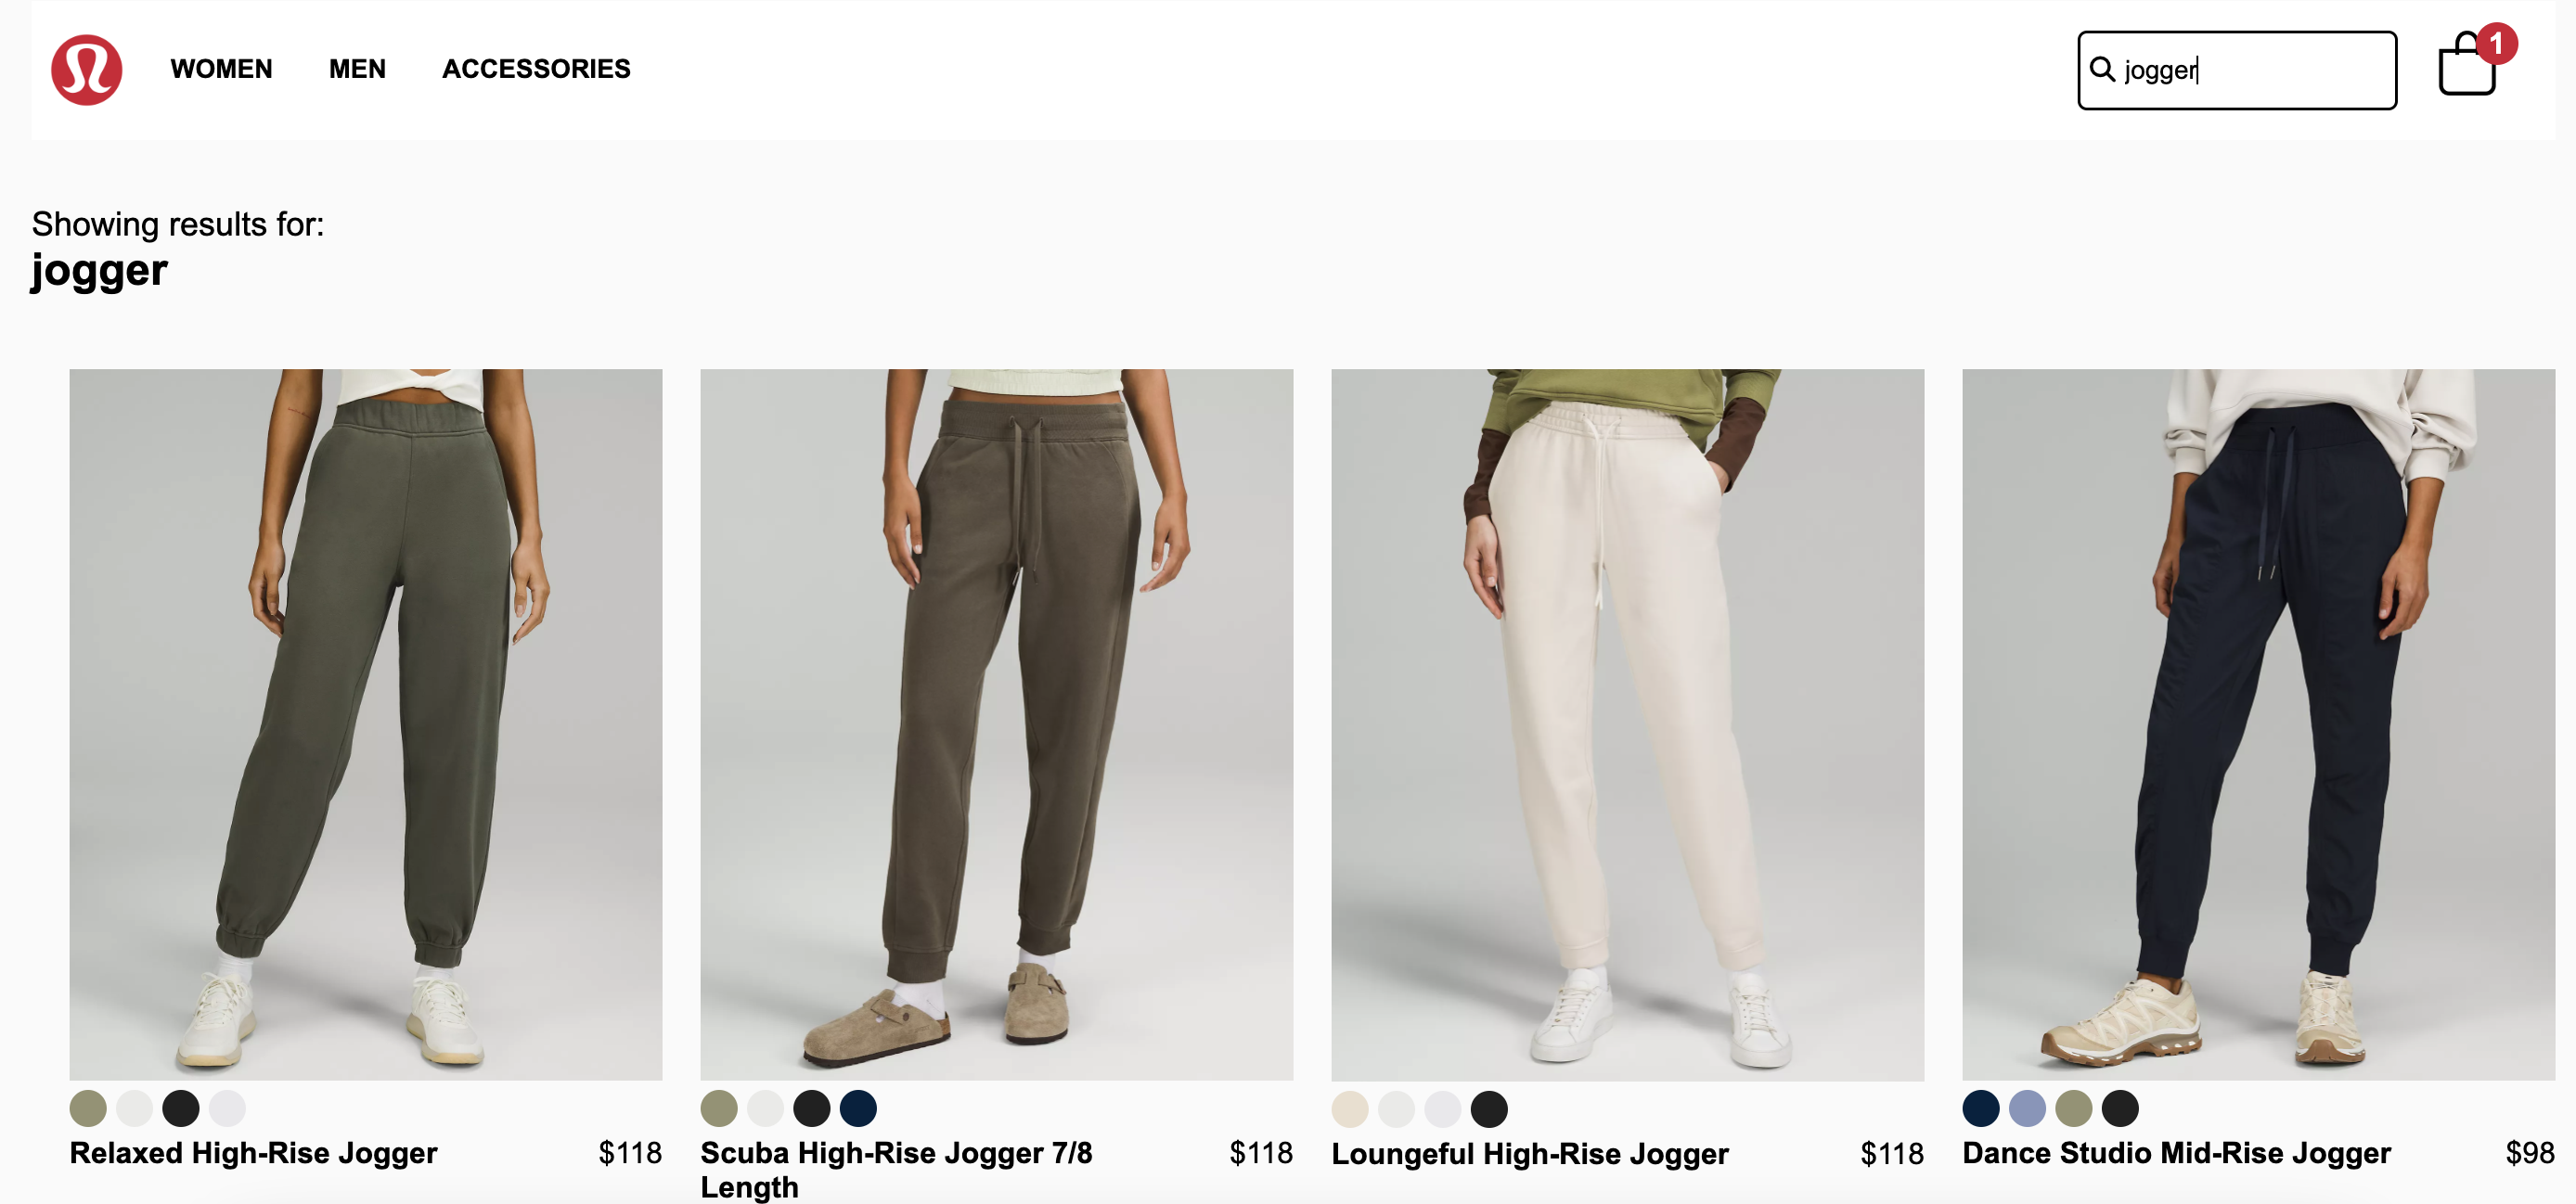 WOMEN MEN ACCESSORIES jogger 1
Showing results for:
jogger
Relaxed High-Rise Jogger $118
Scuba High-Rise Jogger 7/8 $118
Length
Loungeful High-Rise Jogger $118
Dance Studio Mid-Rise Jogger $98